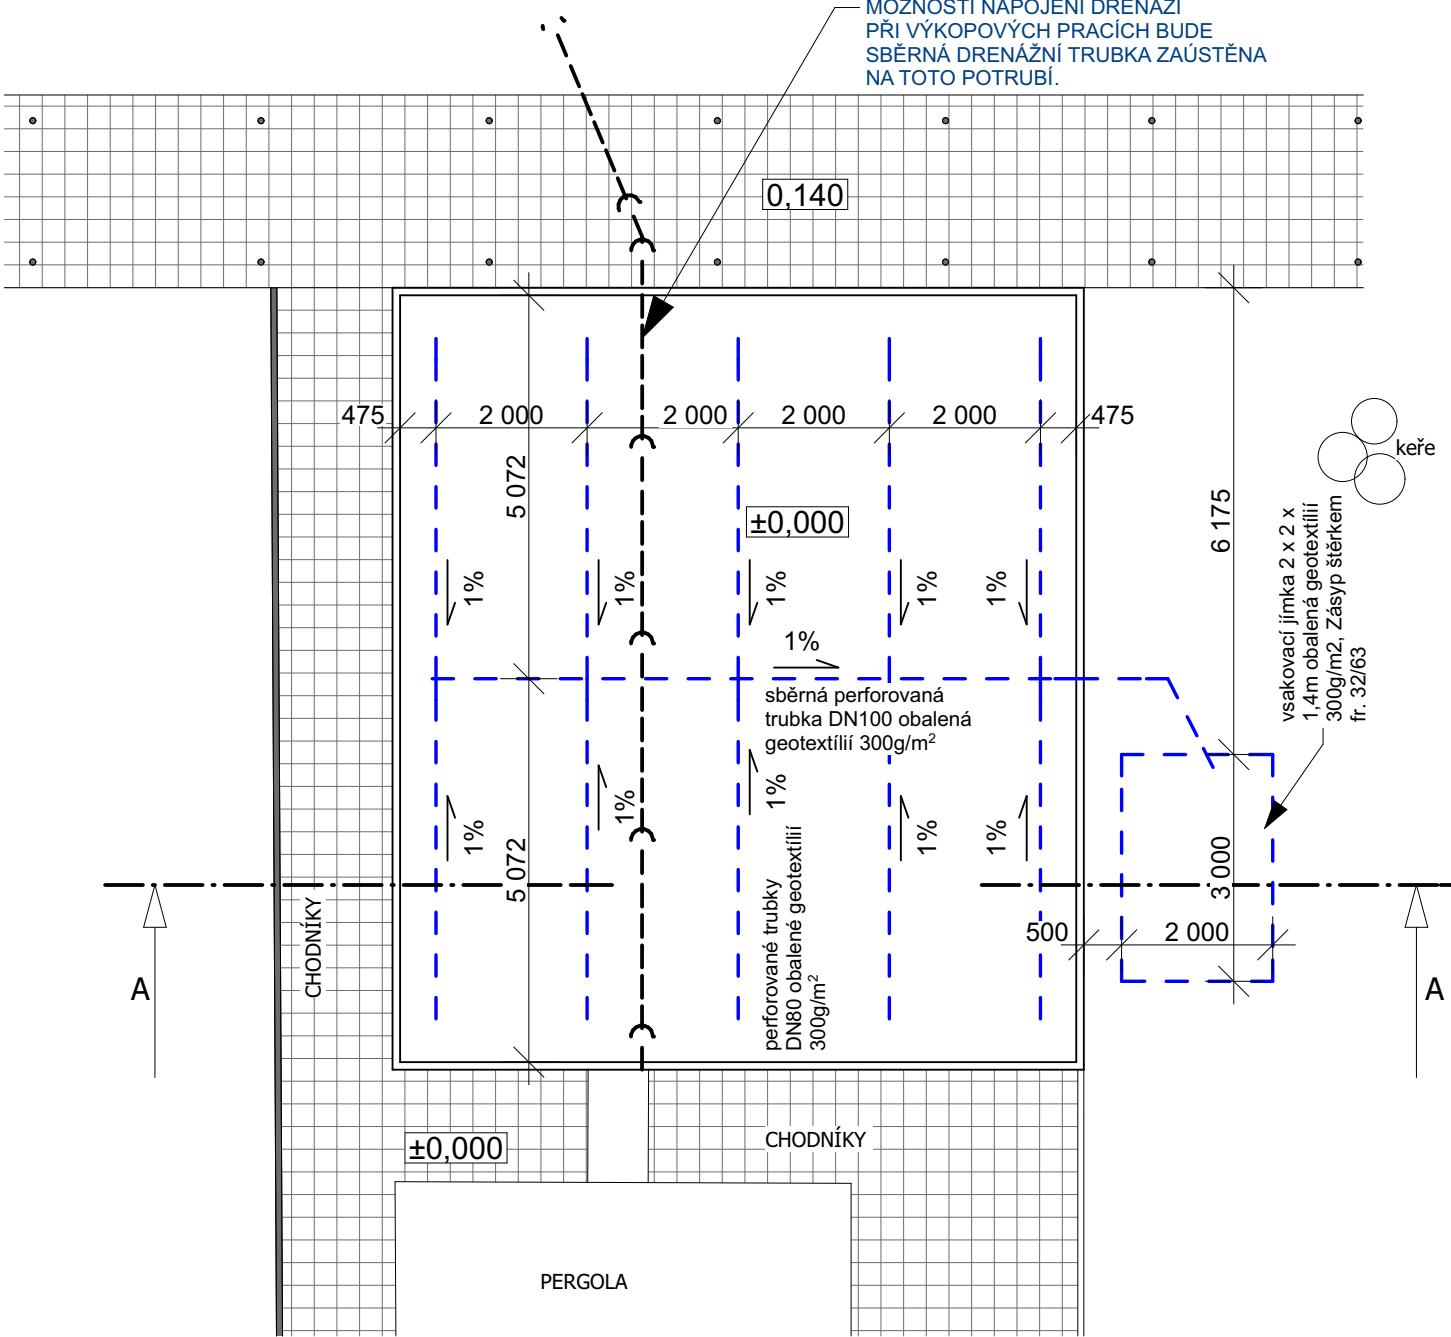 MOŽNOSTI NAPOJENÍ DRENÁŽÍ
PŘI VÝKOPOVÝCH PRACÍCH BUDE
SBĚRNÁ DRENÁŽNÍ TRUBKA ZAÚSTĚNA
NA TOTO POTRUBÍ.
0,140
475
2 000
2 000
2 000
2 000
475
keře
5 072
±0,000
6 175
vsakovací jímka 2 x 2 x
1,4m obalená geotextílií
300g/m2, Zásyp štěrkem
fr. 32/63
1%
1%
1%
1%
1%
1%
sběrná perforovaná
trubka DN100 obalená
geotextílií 300g/m²
1%
1%
1%
1%
1%
5 072
perforované trubky
DN80 obalené geotextílií
300g/m²
3 000
500
2 000
CHODNÍKY
A
A
±0,000
CHODNÍKY
PERGOLA